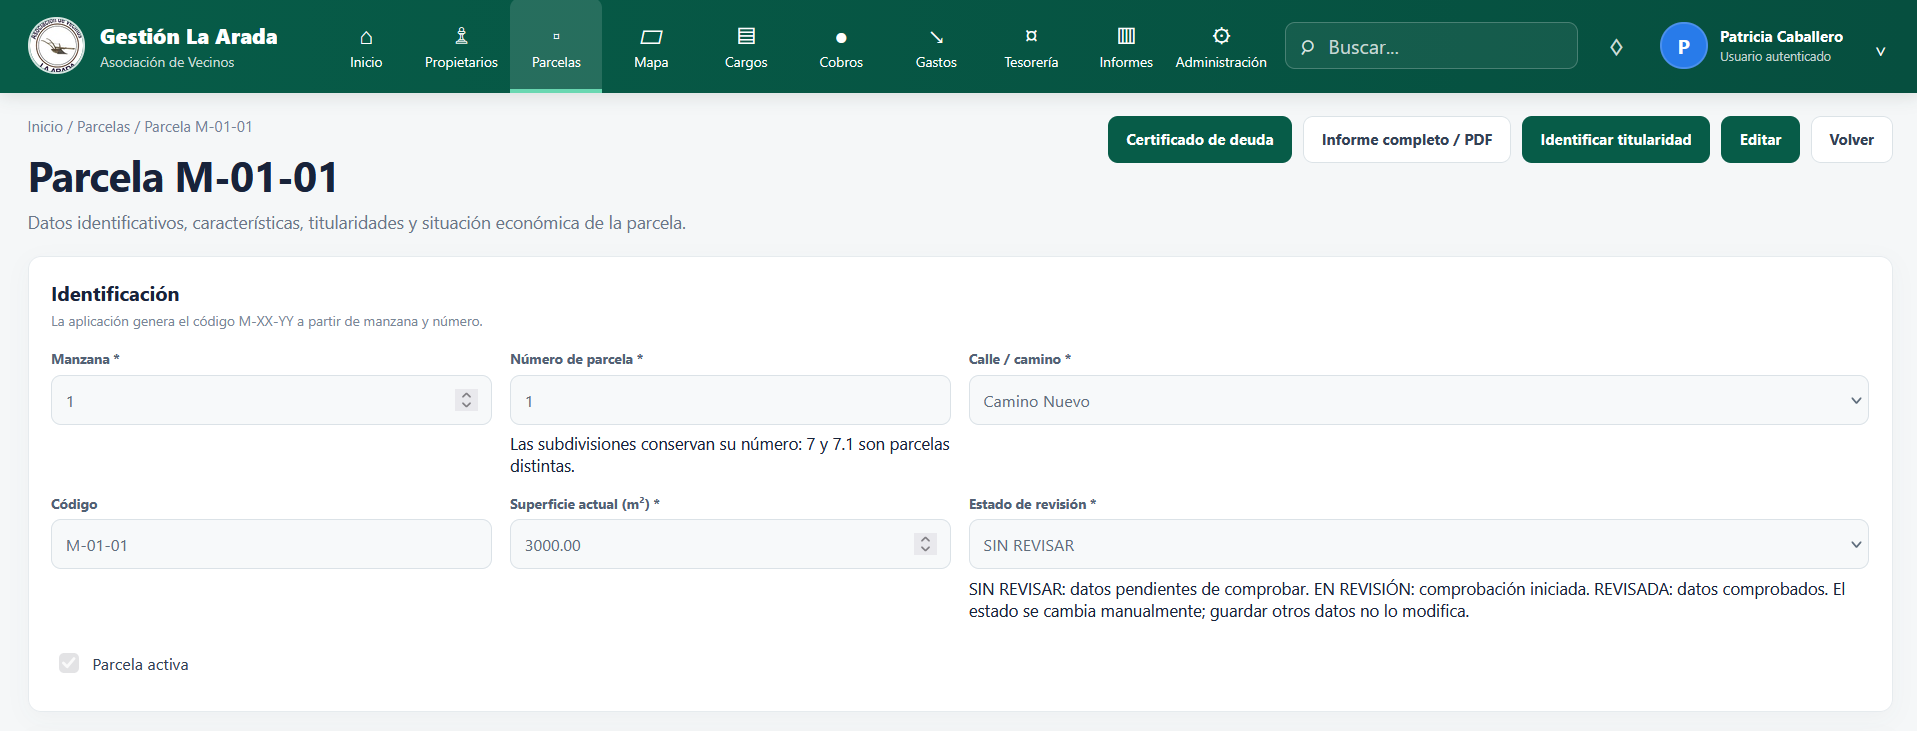 ASOCIACIÓN DE VECINOS
LA ARADA
Gestión La Arada
Asociación de Vecinos
Inicio
Propietarios
Parcelas
Mapa
Cargos
Cobros
Gastos
Tesorería
Informes
Administración
Buscar...
P
Patricia Caballero
Usuario autenticado
Inicio / Parcelas / Parcela M-01-01
Certificado de deuda
Informe completo / PDF
Identificar titularidad
Editar
Volver
Parcela M-01-01
Datos identificativos, características, titularidades y situación económica de la parcela.
Identificación
La aplicación genera el código M-XX-YY a partir de manzana y número.
Manzana *
Número de parcela *
Calle / camino *
1
1
Camino Nuevo
Las subdivisiones conservan su número: 7 y 7.1 son parcelas
distintas.
Código
Superficie actual (m²) *
Estado de revisión *
M-01-01
3000.00
SIN REVISAR
SIN REVISAR: datos pendientes de comprobar. EN REVISIÓN: comprobación iniciada. REVISADA: datos comprobados. El
estado se cambia manualmente; guardar otros datos no lo modifica.
Parcela activa